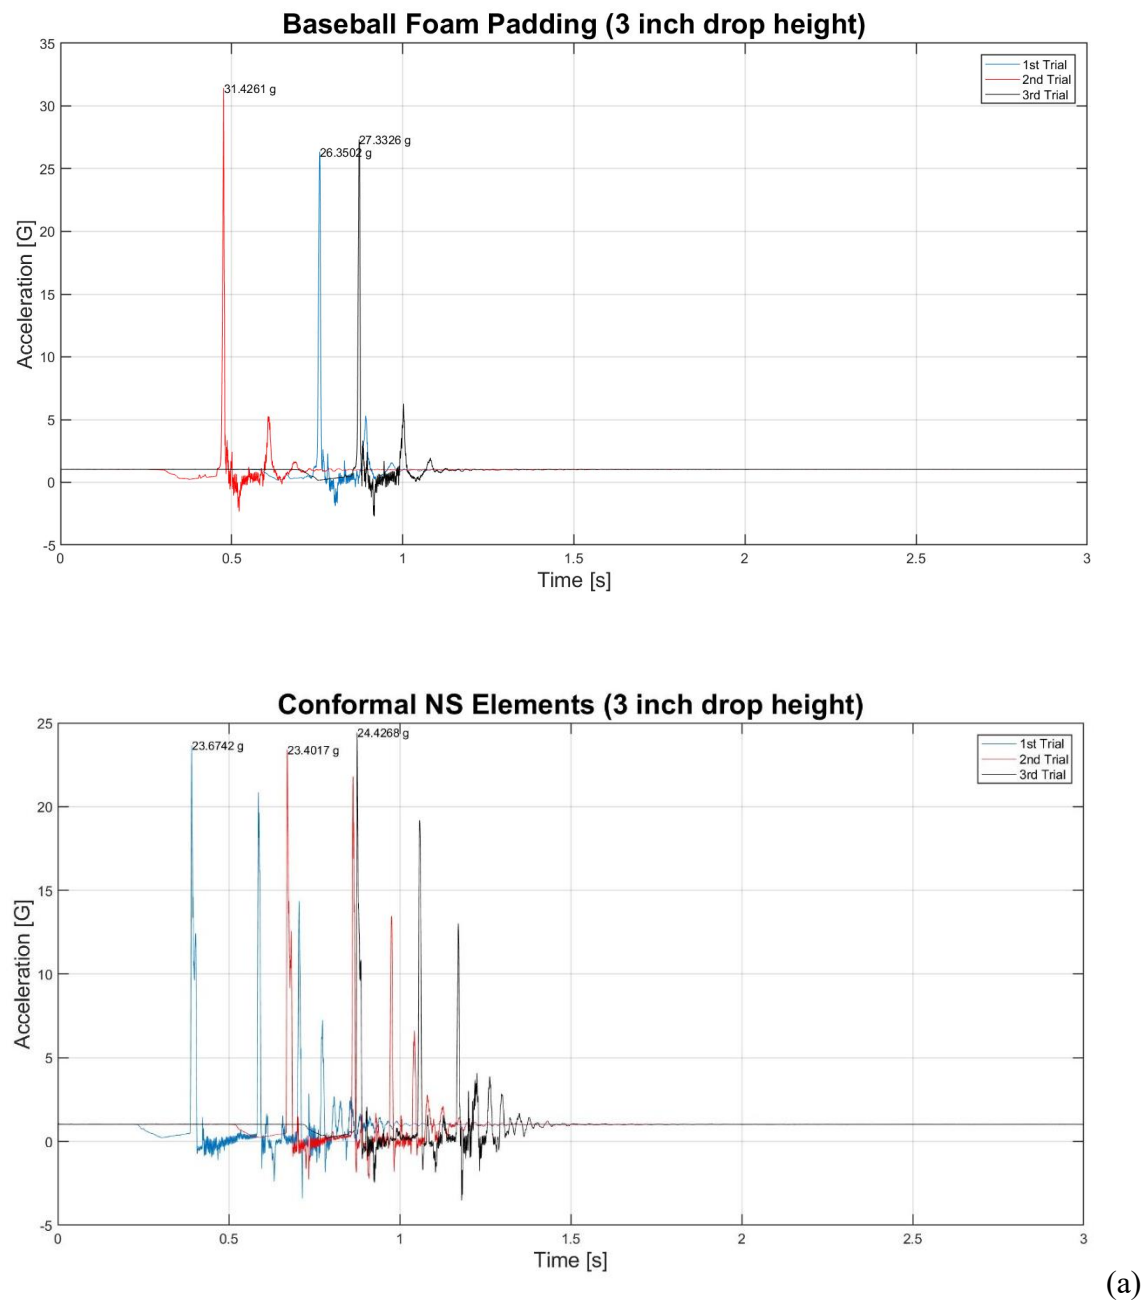 Baseball Foam Padding (3 inch drop height)
35
30
25
20
15
10
5
0
-5
Acceleration [G]
31.4261 g
26.3502 g
27.3326 g
1st Trial
2nd Trial
3rd Trial
0 0.5 1 1.5 2 2.5 3
Time [s]
Conformal NS Elements (3 inch drop height)
25
20
15
10
5
0
-5
Acceleration [G]
23.6742 g
23.4017 g
24.4268 g
1st Trial
2nd Trial
3rd Trial
0 0.5 1 1.5 2 2.5 3
Time [s]
(a)